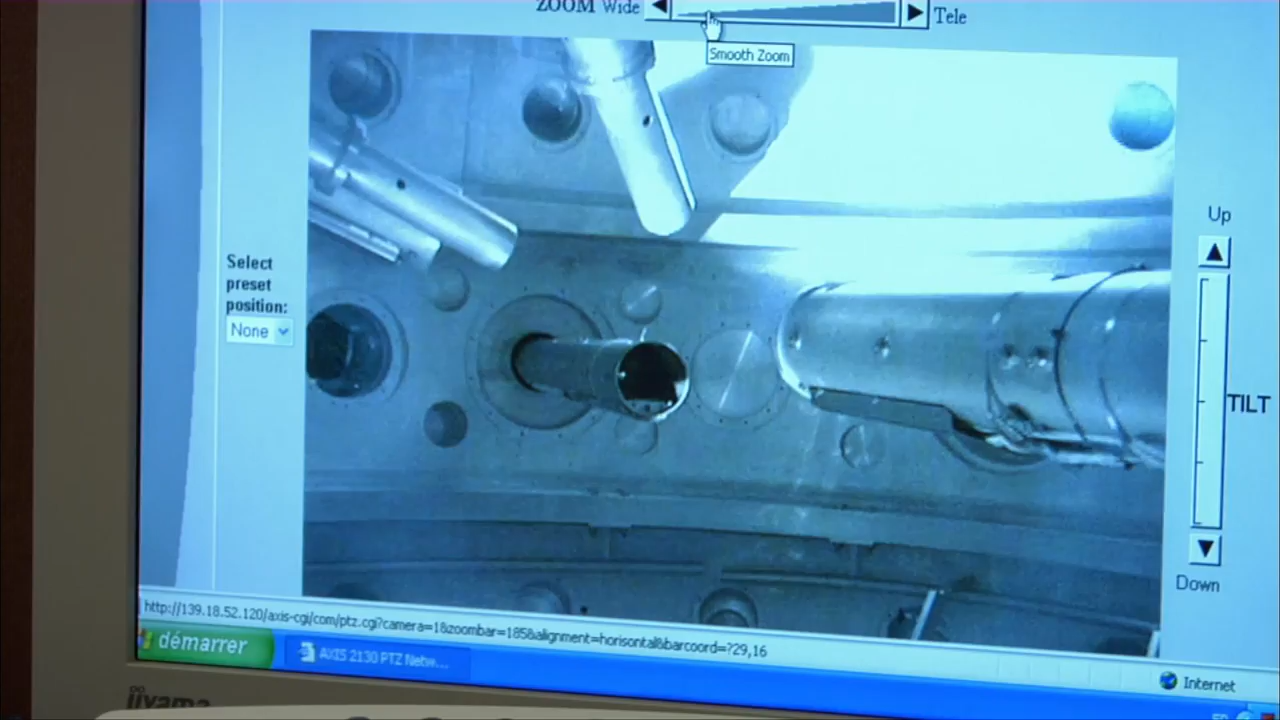 ZOOM Wide
Tele
Smooth Zoom
Up
Select
preset
position:
None
TILT
Down
http://139.18.52.120/axis-cgi/com/ptz.cgi?camera=1&zoombar=185&alignment=horisontal&barcoord=?29,16
démarrer
AXIS 2130 PTZ Netw...
Internet
iiyama